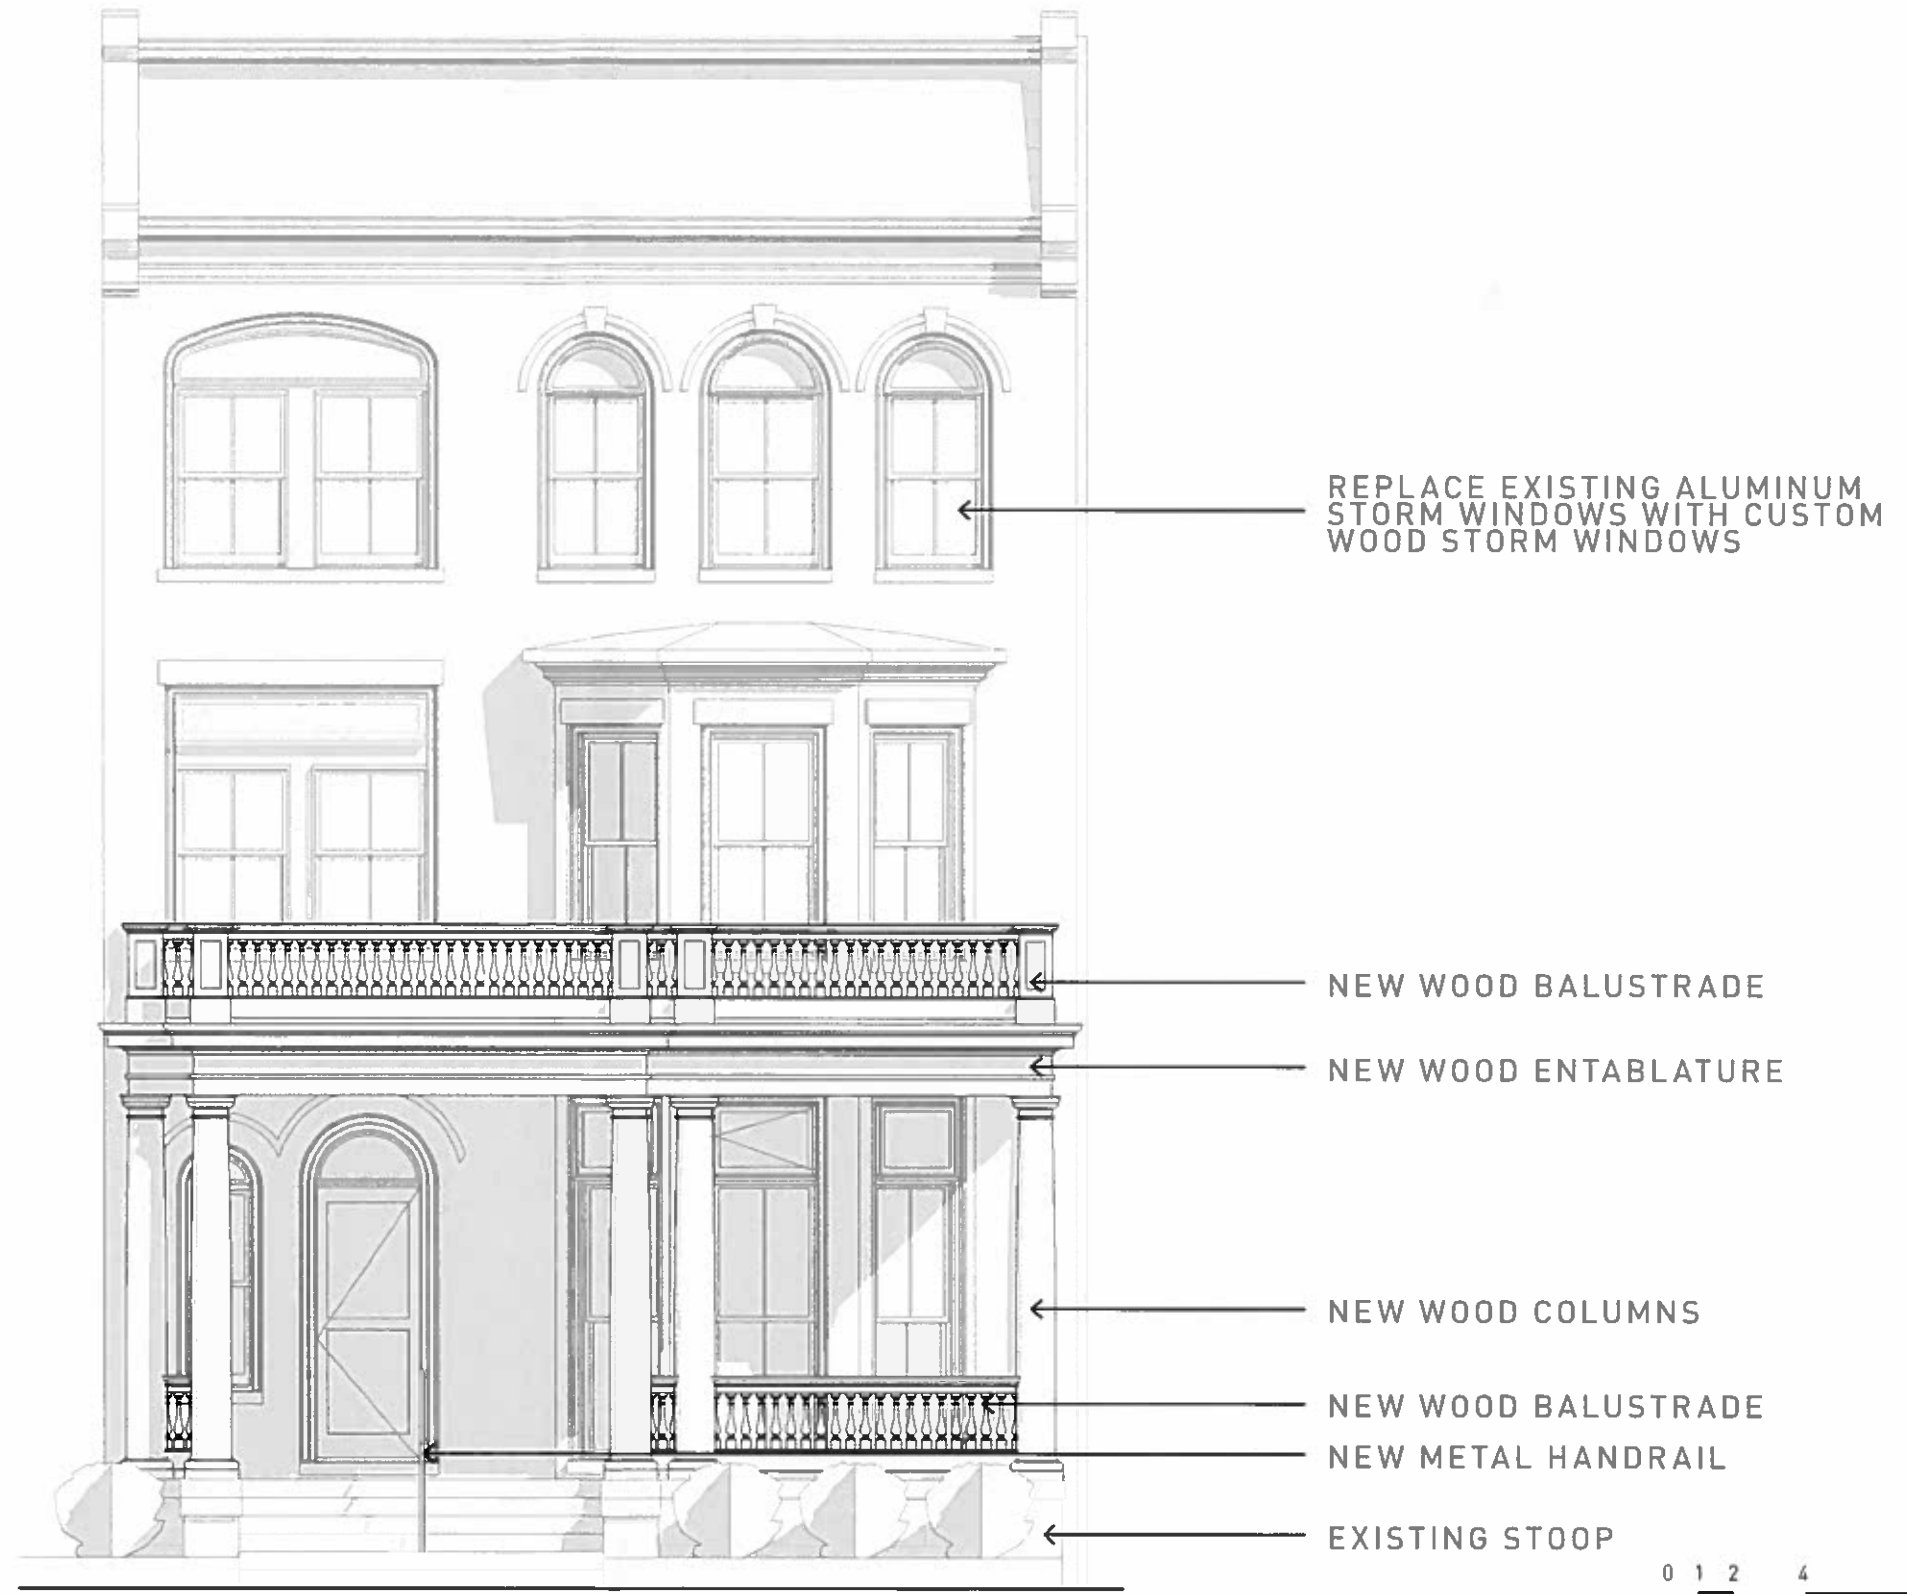 REPLACE EXISTING ALUMINUM
STORM WINDOWS WITH CUSTOM
WOOD STORM WINDOWS
NEW WOOD BALUSTRADE
NEW WOOD ENTABLATURE
NEW WOOD COLUMNS
NEW WOOD BALUSTRADE
NEW METAL HANDRAIL
EXISTING STOOP
0 1 2 4